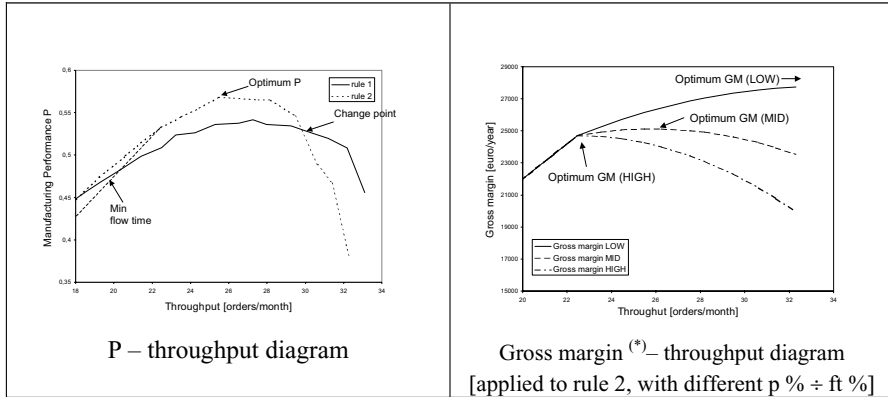 0,6
0,55
0,5
0,45
0,4
0,35
Manufacturing Performance P
Optimum P
rule 1
rule 2
Change point
Min
flow time
18 20 22 24 26 28 30 32 34
Throughput [orders/month]
P – throughput diagram
29000
27000
25000
23000
21000
19000
17000
15000
Gross margin [euro/year]
Optimum GM (LOW)
Optimum GM (MID)
Optimum GM (HIGH)
Gross margin LOW
Gross margin MID
Gross margin HIGH
20 22 24 26 28 30 32 34
Throughut [orders/month]
Gross margin (*)– throughput diagram
[applied to rule 2, with different p % ÷ ft %]